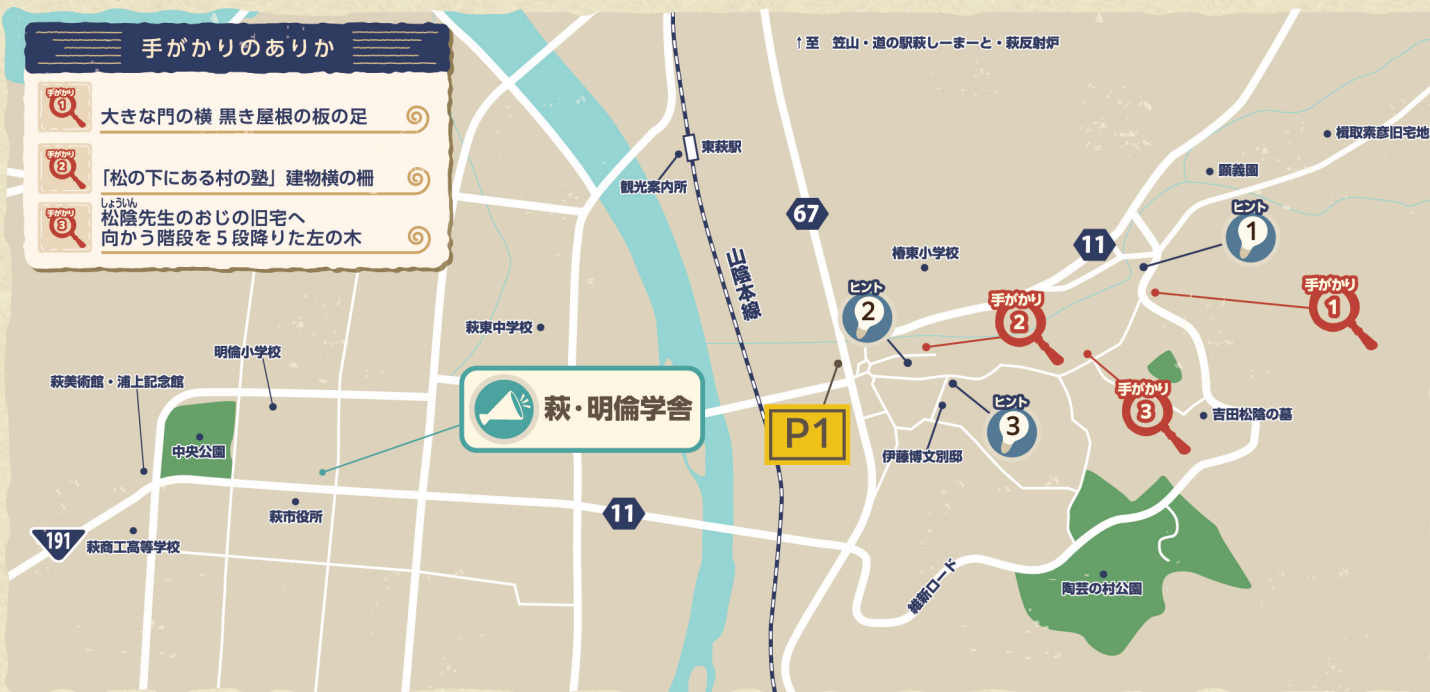 手がかりのありか
手がかり
1
大きな門の横 黒き屋根の板の足
手がかり
2
「松の下にある村の塾」建物横の柵
手がかり
3
しょういん
松陰先生のおじの旧宅へ
向かう階段を5段降りた左の木
↑至 笠山・道の駅萩しーまーと・萩反射炉
東萩駅
観光案内所
67
山陰本線
椿東小学校
11
楫取素彦旧宅地
顕義園
ヒント
1
手がかり
1
ヒント
2
手がかり
2
手がかり
3
ヒント
3
吉田松陰の墓
伊藤博文別邸
P1
萩東中学校
明倫小学校
萩美術館・浦上記念館
萩・明倫学舎
中央公園
萩市役所
11
191
萩商工高等学校
維新ロード
陶芸の村公園